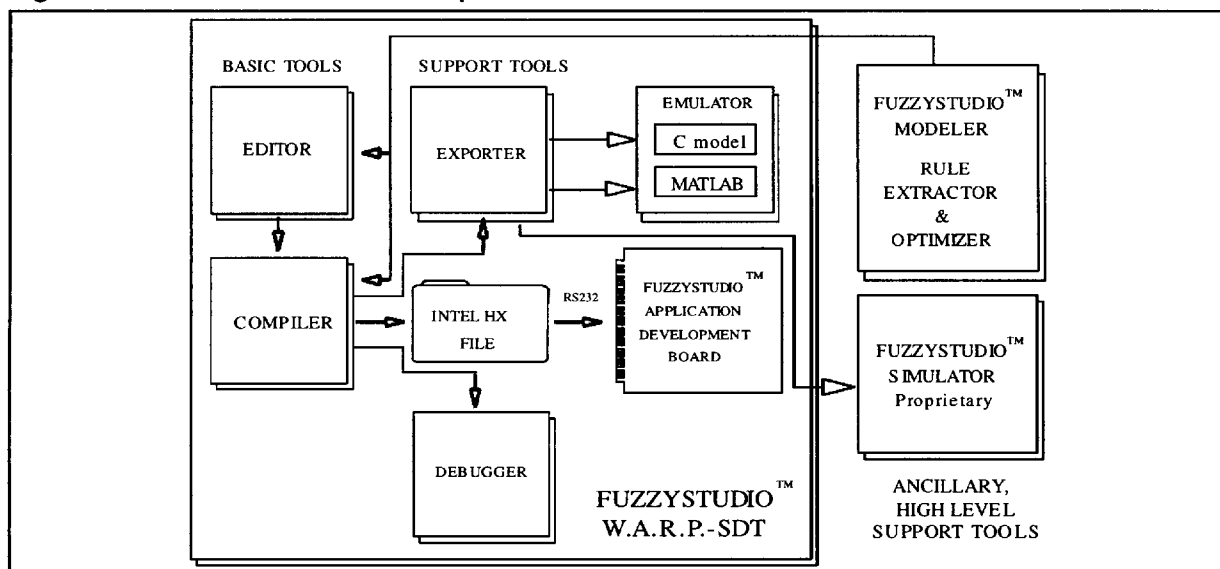 BASIC TOOLS
SUPPORT TOOLS
EDITOR
EXPORTER
EMULATOR
C model
MATLAB
FUZZYSTUDIO™
MODELER
RULE
EXTRACTOR
&
OPTIMIZER
COMPILER
INTEL HX
FILE
RS232
FUZZYSTUDIO™
APPLICATION
DEVELOPMENT
BOARD
FUZZYSTUDIO™
SIMULATOR
Proprietary
DEBUGGER
FUZZYSTUDIO™
W.A.R.P.-SDT
ANCILLARY,
HIGH LEVEL
SUPPORT TOOLS